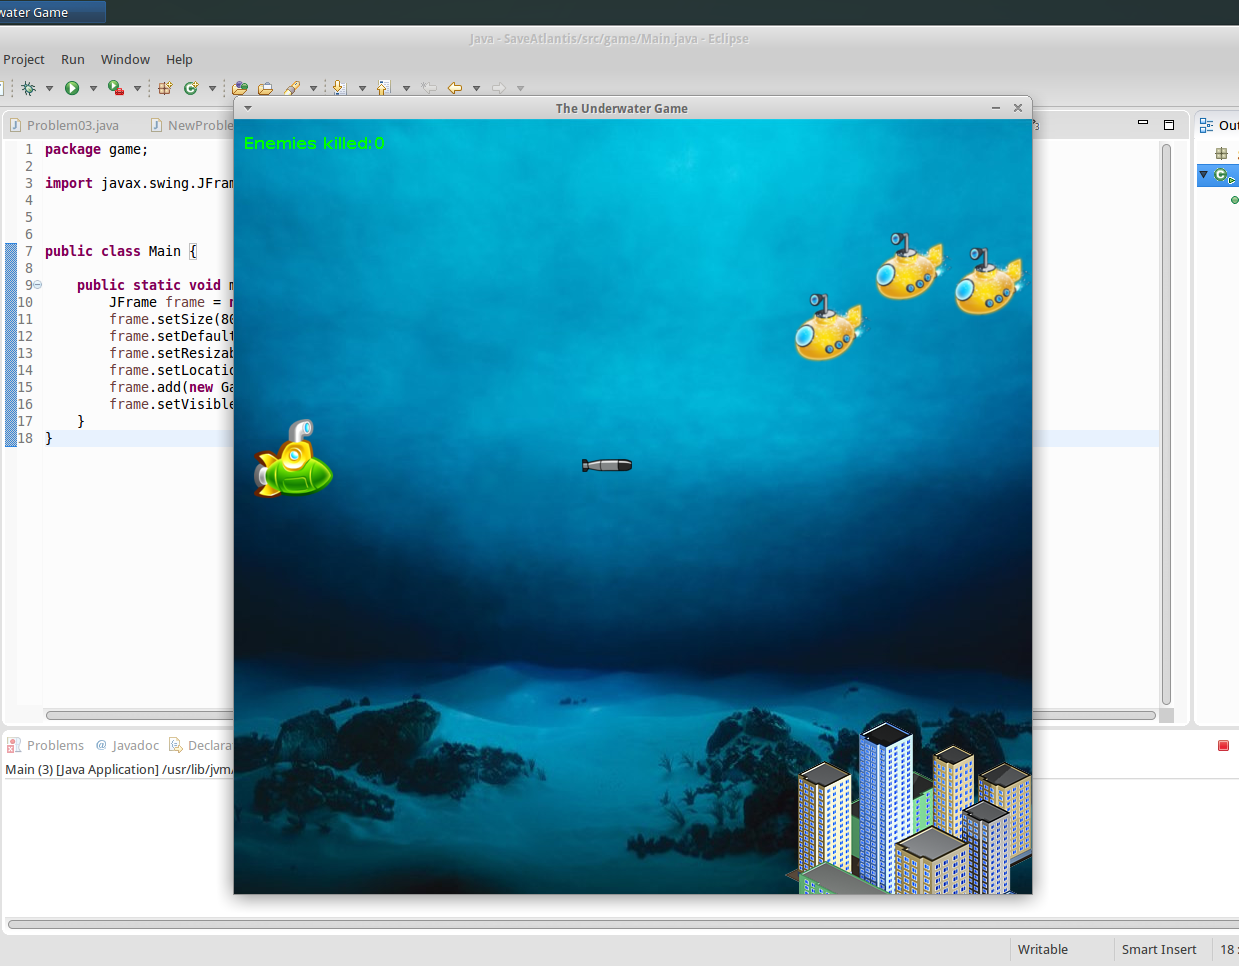 water Game
Java - SaveAtlantis/src/game/Main.java - Eclipse
Project Run Window Help
The Underwater Game
Problem03.java NewProble
Out
Enemies killed:0
1 package game;
2
3 import javax.swing.JFram
4
5
6
7 public class Main {
8
9 public static void m
10 JFrame frame = n
11 frame.setSize(80
12 frame.setDefault
13 frame.setResizab
14 frame.setLocatio
15 frame.add(new Ga
16 frame.setVisible
17 }
18 }
Problems @ Javadoc Declara
Main (3) [Java Application] /usr/lib/jvm/
Writable Smart Insert 18 :